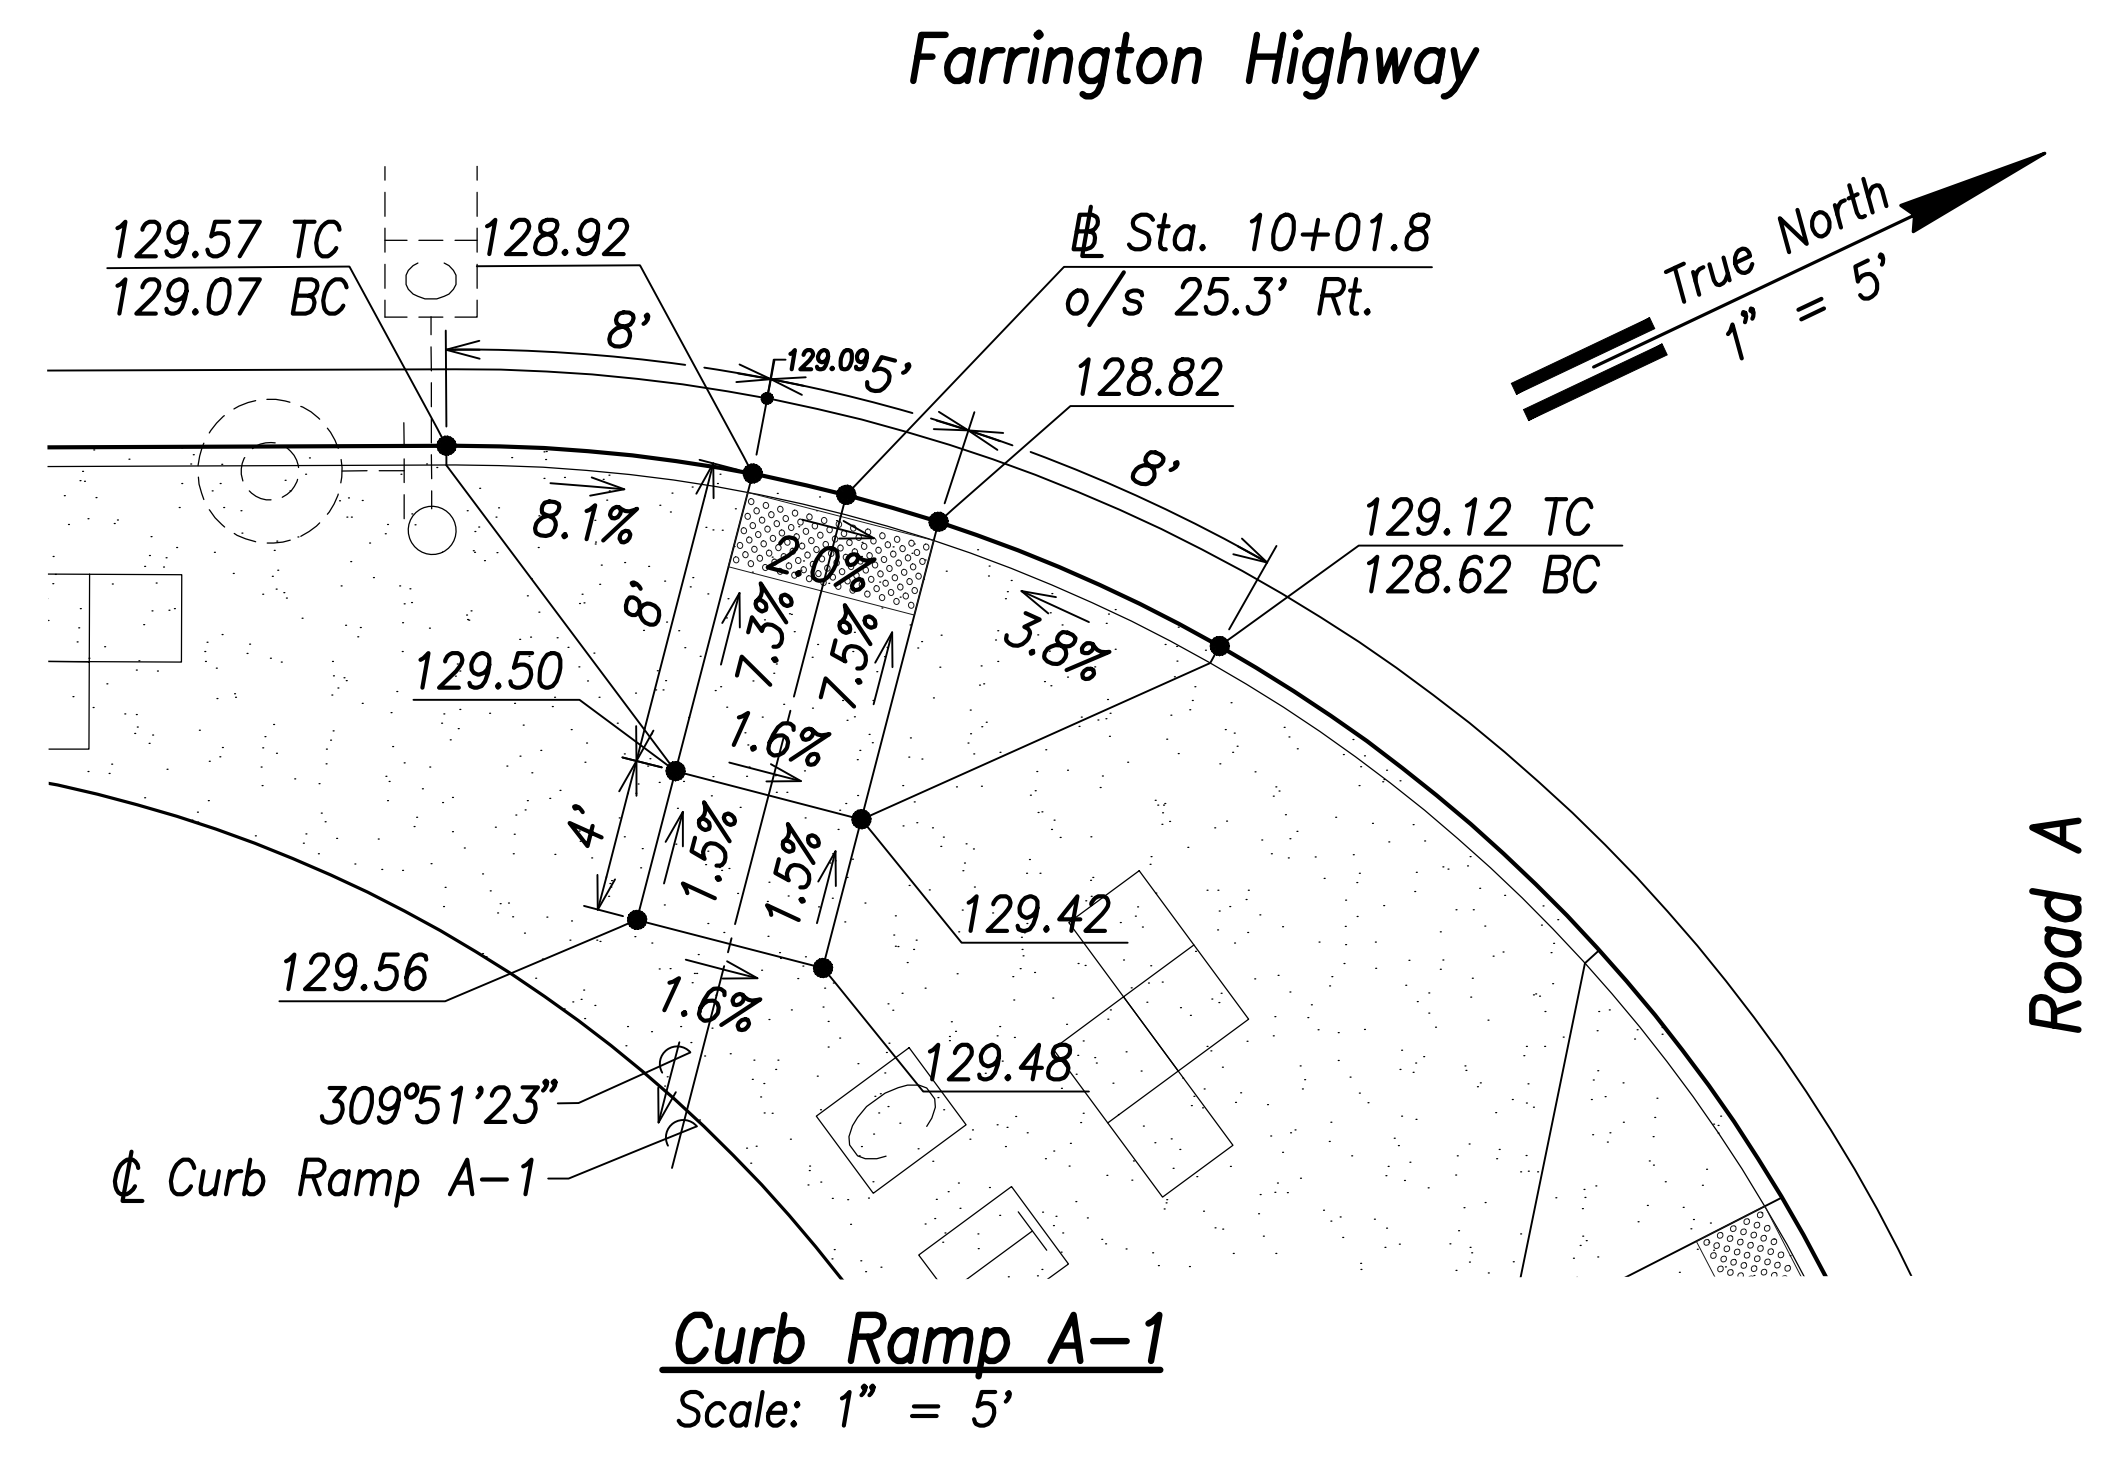 Farrington Highway
True North
1" = 5'
129.57 TC
129.07 BC
128.92
℄ Sta. 10+01.8
o/s 25.3' Rt.
8'
129.09
5'
128.82
8'
129.12 TC
128.62 BC
8.1%
2.0%
8'
7.3%
7.5%
3.8%
129.50
1.6%
4'
1.5%
1.5%
129.42
129.56
1.6%
129.48
309°51'23"
℄ Curb Ramp A-1
Road A
Curb Ramp A-1
Scale: 1" = 5'